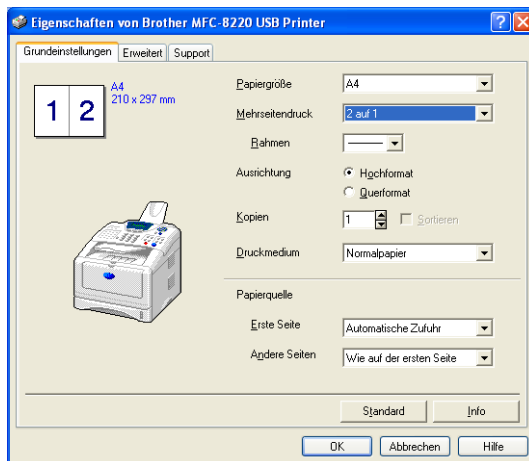 Eigenschaften von Brother MFC-8220 USB Printer
Grundeinstellungen Erweitert Support
A4
210 x 297 mm
1 2
Papiergröße A4
Mehrseitendruck 2 auf 1
Rahmen
Ausrichtung Hochformat
Querformat
Kopien 1 Sortieren
Druckmedium Normalpapier
Papierquelle
Erste Seite Automatische Zufuhr
Andere Seiten Wie auf der ersten Seite
Standard Info
OK Abbrechen Hilfe